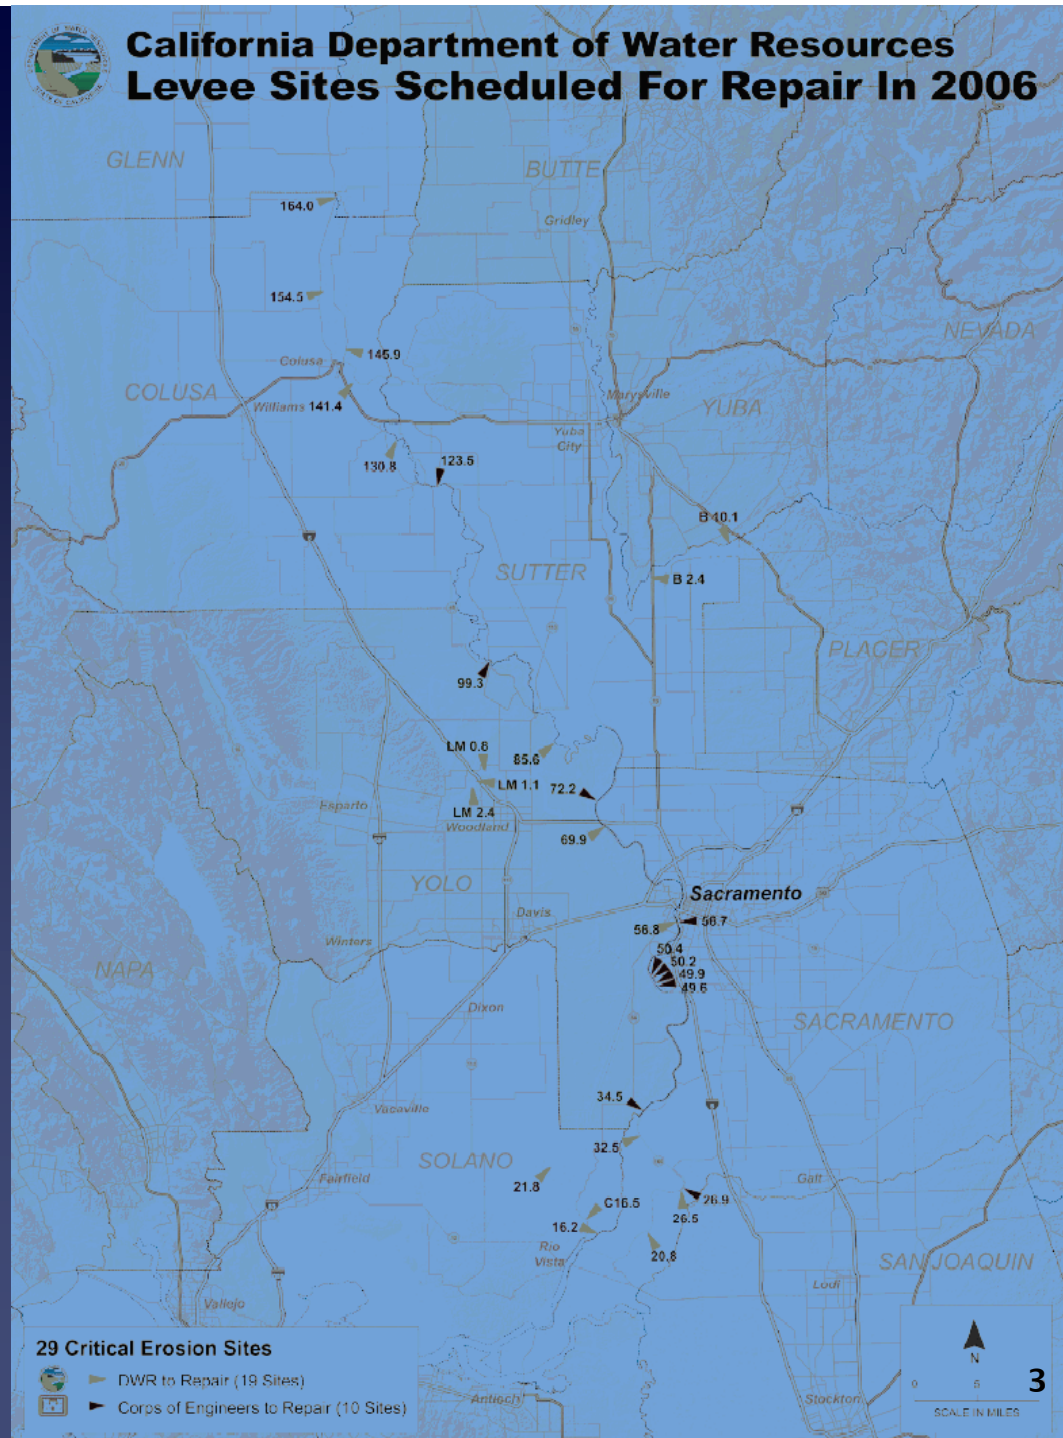 California Department of Water Resources
Levee Sites Scheduled For Repair In 2006
GLENN
BUTTE
164.0
Gridley
154.5
NEVADA
145.9
Colusa
COLUSA
Williams 141.4
Marysville
YUBA
Yuba
City
130.8
123.5
B 10.1
SUTTER
B 2.4
PLACER
99.3
LM 0.8
85.6
LM 1.1
72.2
Esparto
LM 2.4
Woodland
69.9
YOLO
Sacramento
Davis
56.8
56.7
Winters
50.4
50.2
49.9
49.6
NAPA
Dixon
SACRAMENTO
34.5
Vacaville
32.5
SOLANO
21.8
Fairfield
Galt
C16.5
26.9
16.2
26.5
Rio
Vista
20.8
SAN JOAQUIN
Lodi
Vallejo
29 Critical Erosion Sites
DWR to Repair (19 Sites)
Corps of Engineers to Repair (10 Sites)
Antioch
Stockton
N
0 5
3
SCALE IN MILES